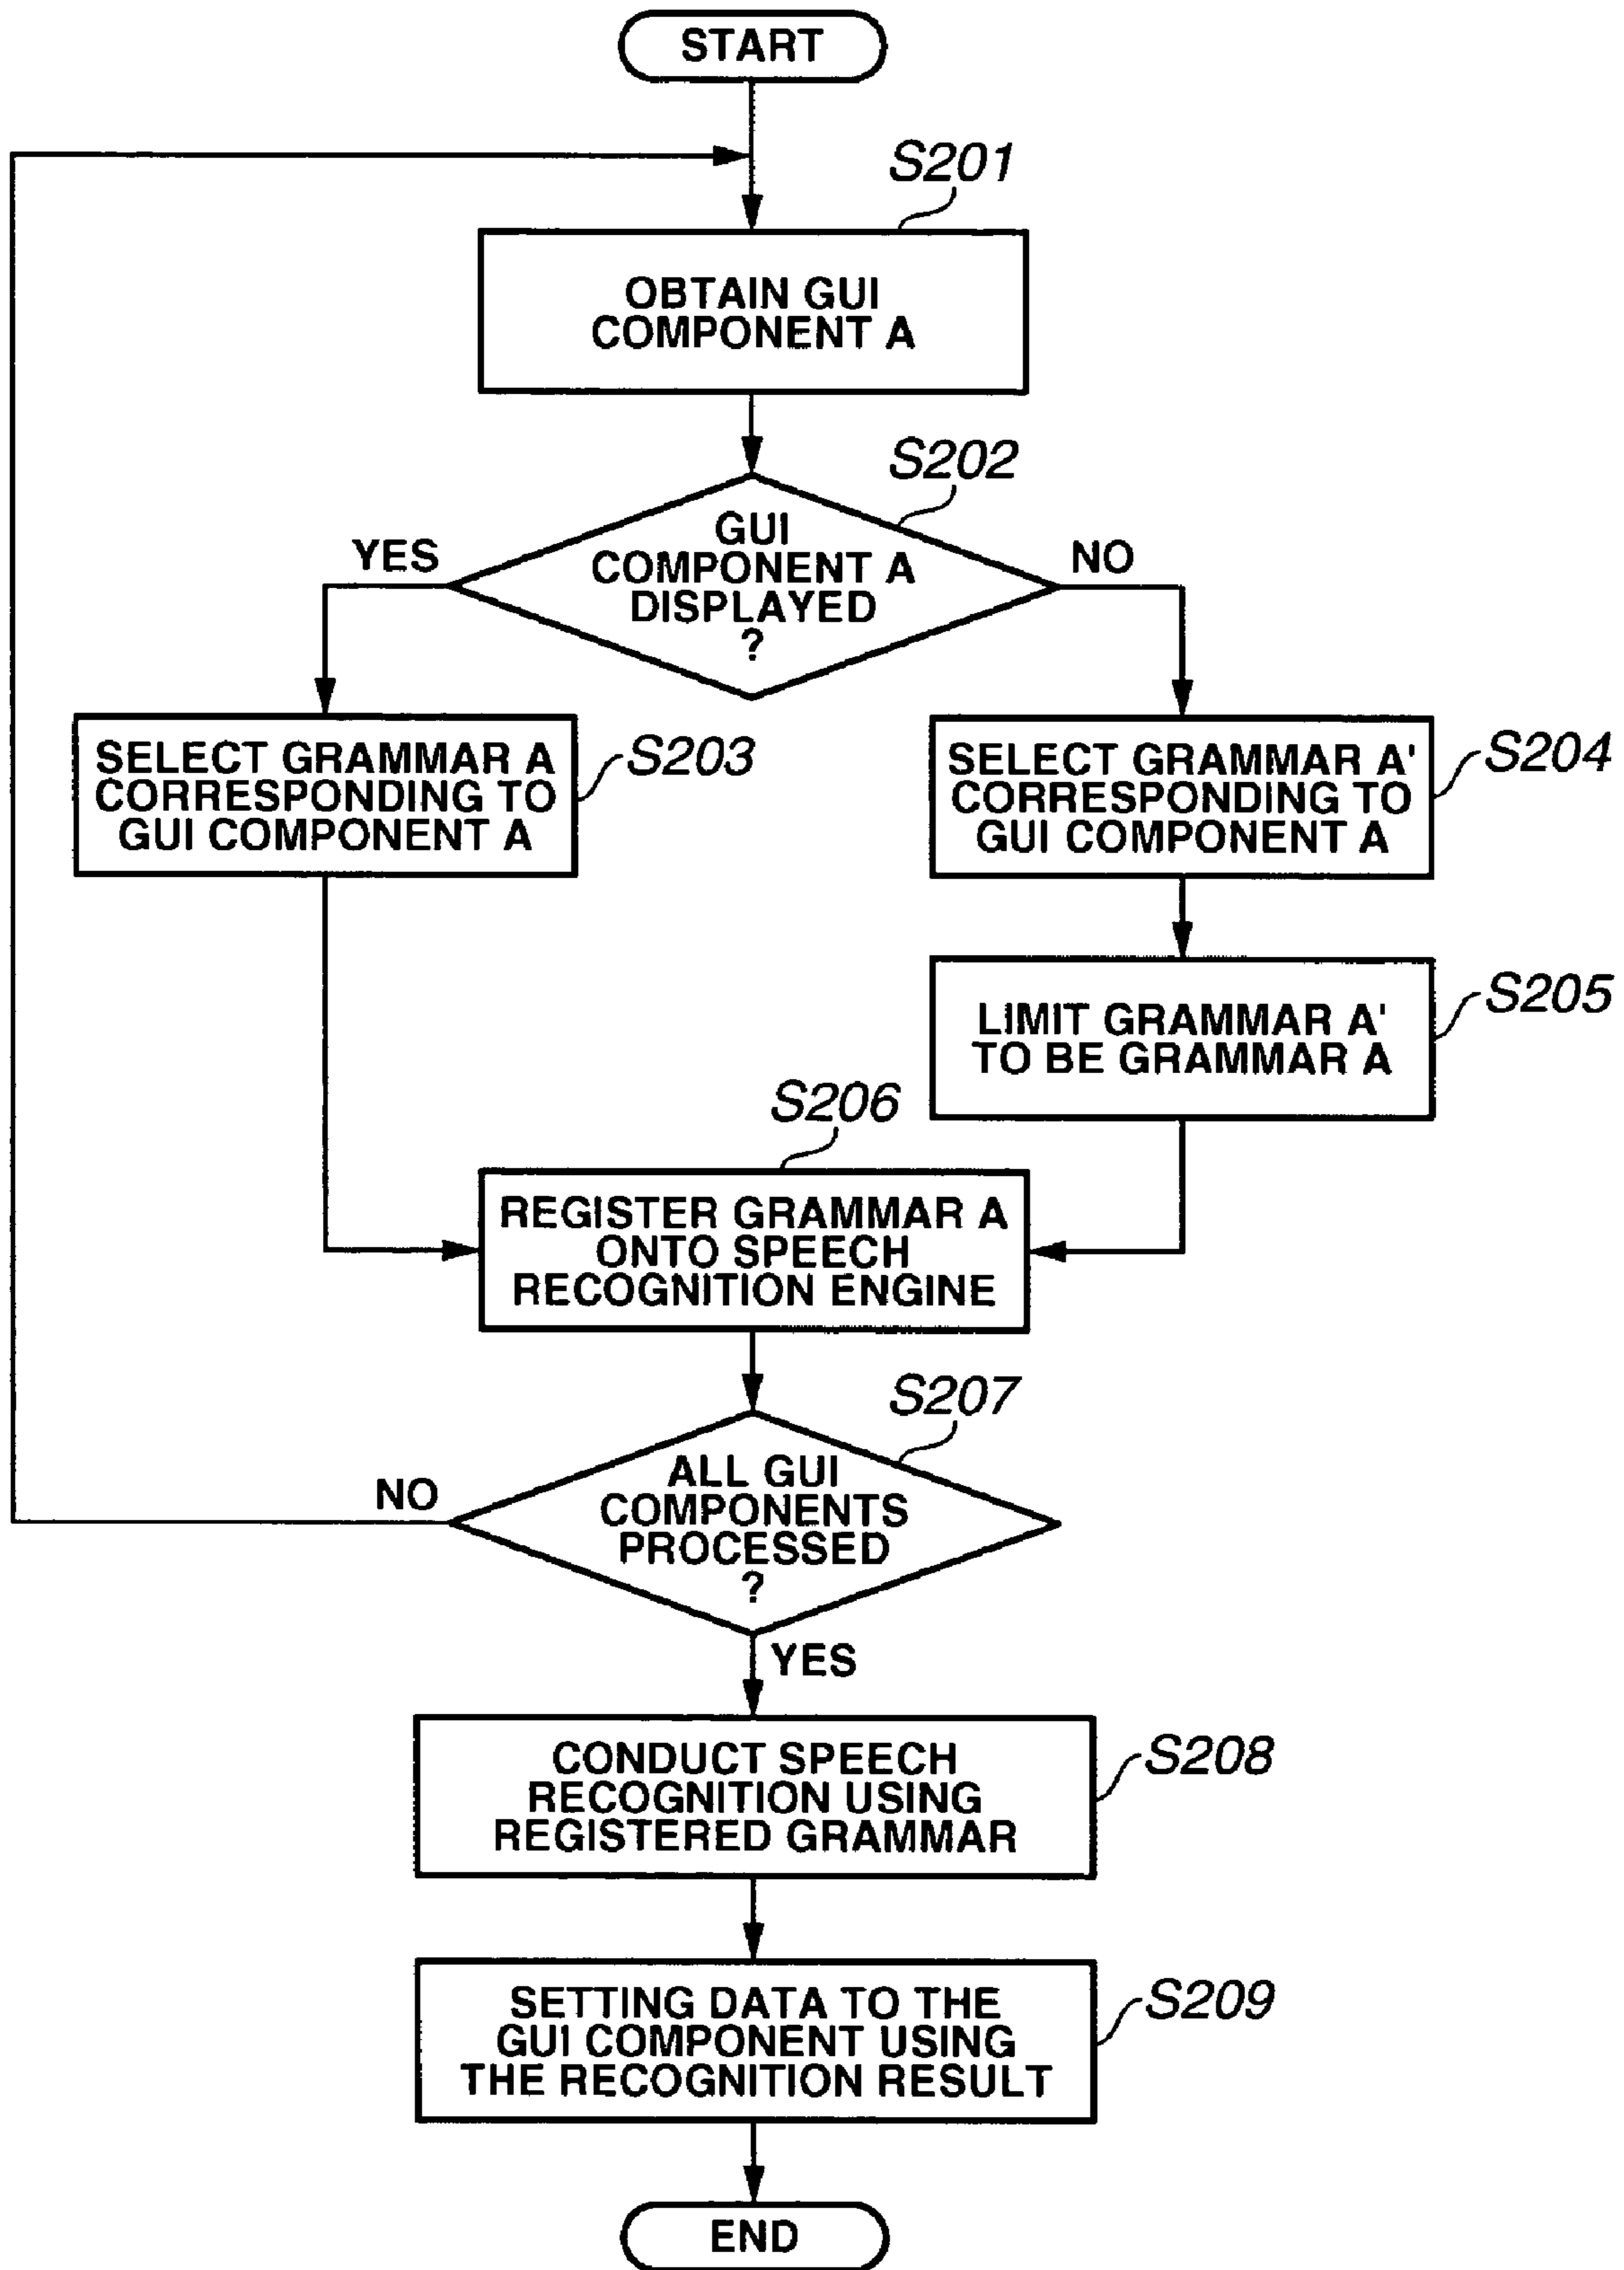 START
S201
OBTAIN GUI
COMPONENT A
S202
GUI
COMPONENT A
DISPLAYED
?
YES
NO
SELECT GRAMMAR A
CORRESPONDING TO
GUI COMPONENT A
S203
SELECT GRAMMAR A'
CORRESPONDING TO
GUI COMPONENT A
S204
LIMIT GRAMMAR A'
TO BE GRAMMAR A
S205
S206
REGISTER GRAMMAR A
ONTO SPEECH
RECOGNITION ENGINE
S207
ALL GUI
COMPONENTS
PROCESSED
?
NO
YES
CONDUCT SPEECH
RECOGNITION USING
REGISTERED GRAMMAR
S208
SETTING DATA TO THE
GUI COMPONENT USING
THE RECOGNITION RESULT
S209
END